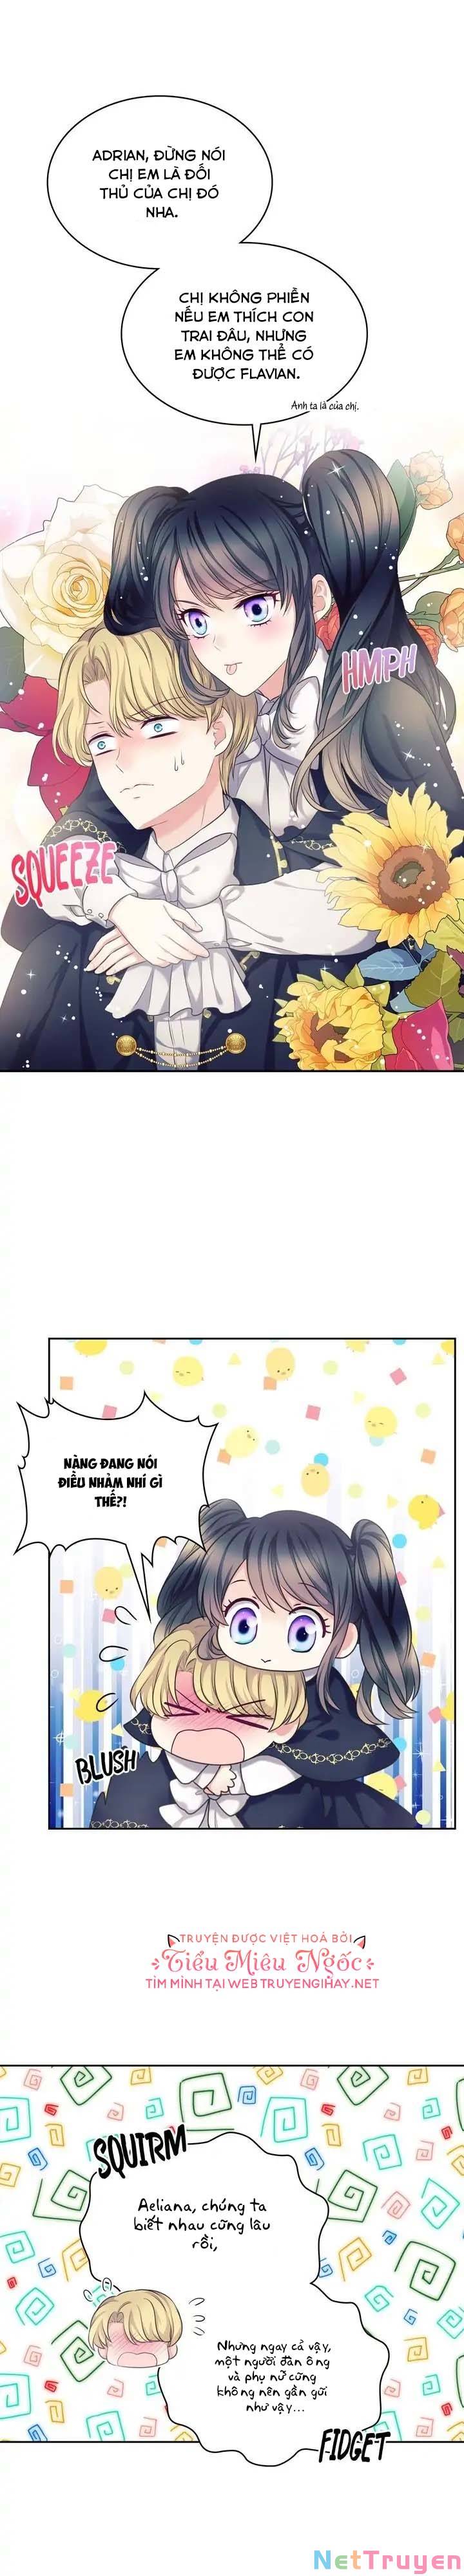 ADRIAN, ĐỪNG NÓI
CHỊ EM LÀ ĐỐI
THỦ CỦA CHỊ ĐÓ
NHA.
CHỊ KHÔNG PHIỀN
NẾU EM THÍCH CON
TRAI ĐÂU, NHƯNG
EM KHÔNG THỂ CÓ
ĐƯỢC FLAVIAN.
Anh ta là của chị.
HMPH
SQUEEZE
NÀNG ĐANG NÓI
ĐIỀU NHẢM NHÍ GÌ
THẾ?!
BLUSH
TRUYỆN ĐƯỢC VIỆT HOÁ BỞI
Tiểu Miêu Ngốc
TÌM MÌNH TẠI WEBTRUYENGIHAY.NET
SQUIRM
Aeliana, chúng ta
biết nhau cũng lâu
rồi,
Nhưng ngay cả vậy,
một người đàn ông
và phụ nữ cũng
không nên gần gũi
như vậy...
FIDGET
NetTruyen